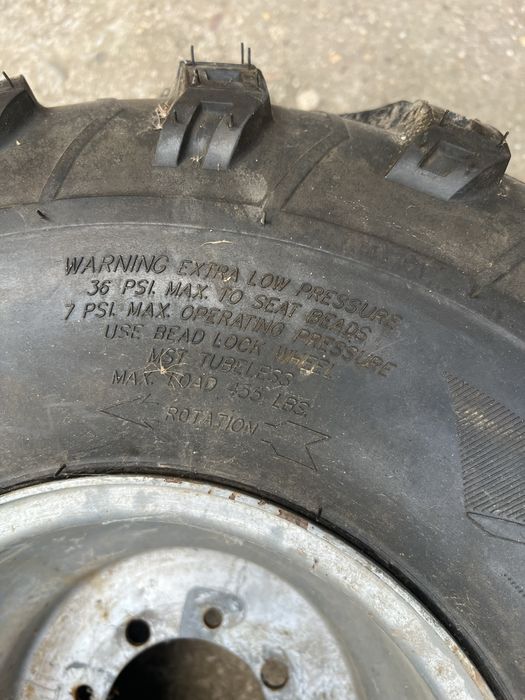 WARNING EXTRA LOW PRESSURE
36 PSI. MAX. TO SEAT BEADS
7 PSI. MAX. OPERATING PRESSURE
USE BEAD LOCK WHEEL
MST TUBELESS
MAX. LOAD 455 LBS.
ROTATION